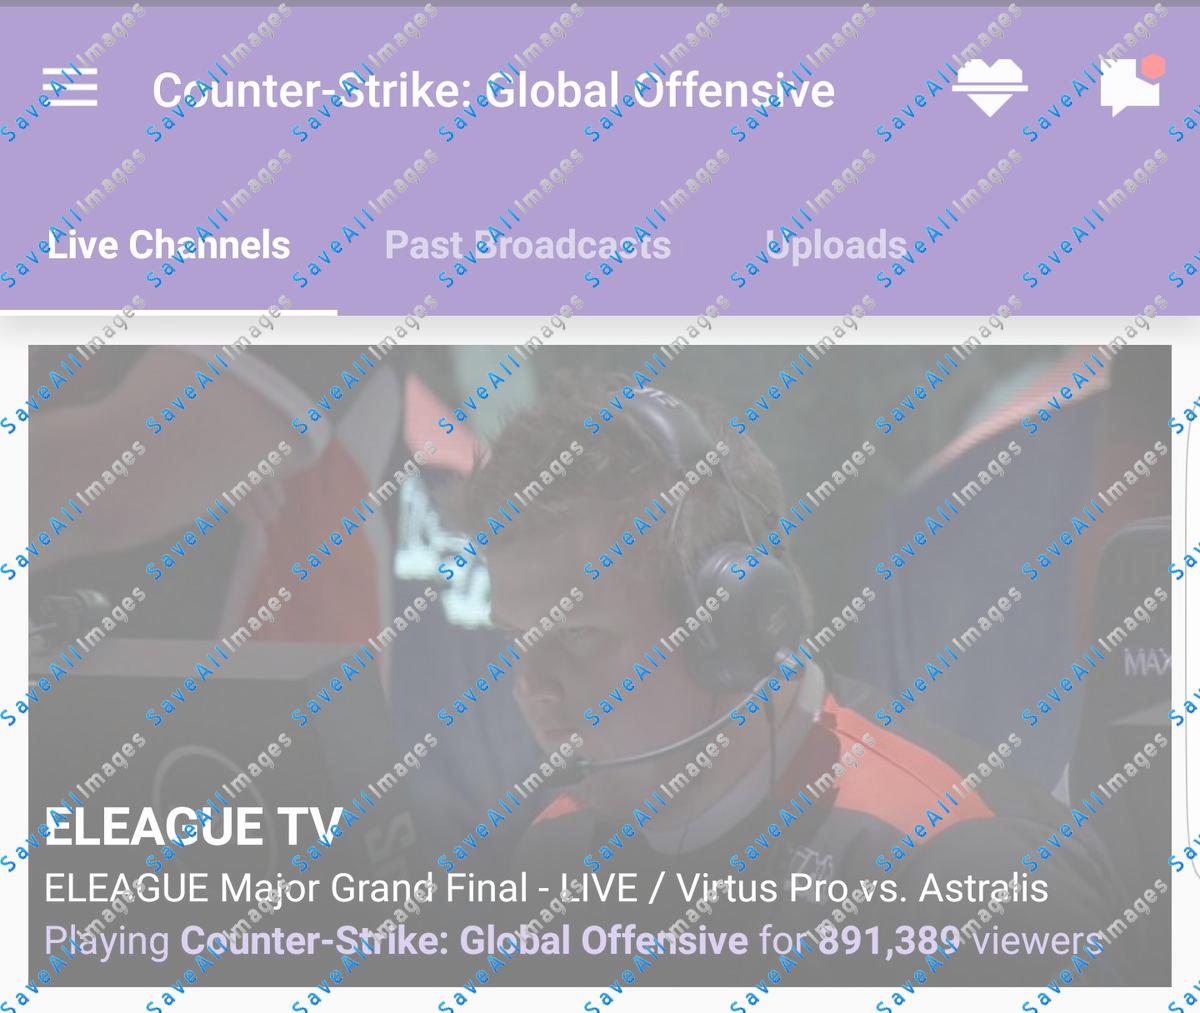 Counter-Strike: Global Offensive
Live Channels Past Broadcasts Uploads
MAX
ELEAGUE TV
ELEAGUE Major Grand Final - LIVE / Virtus Pro vs. Astralis
Playing Counter-Strike: Global Offensive for 891,389 viewers
SaveAllImages